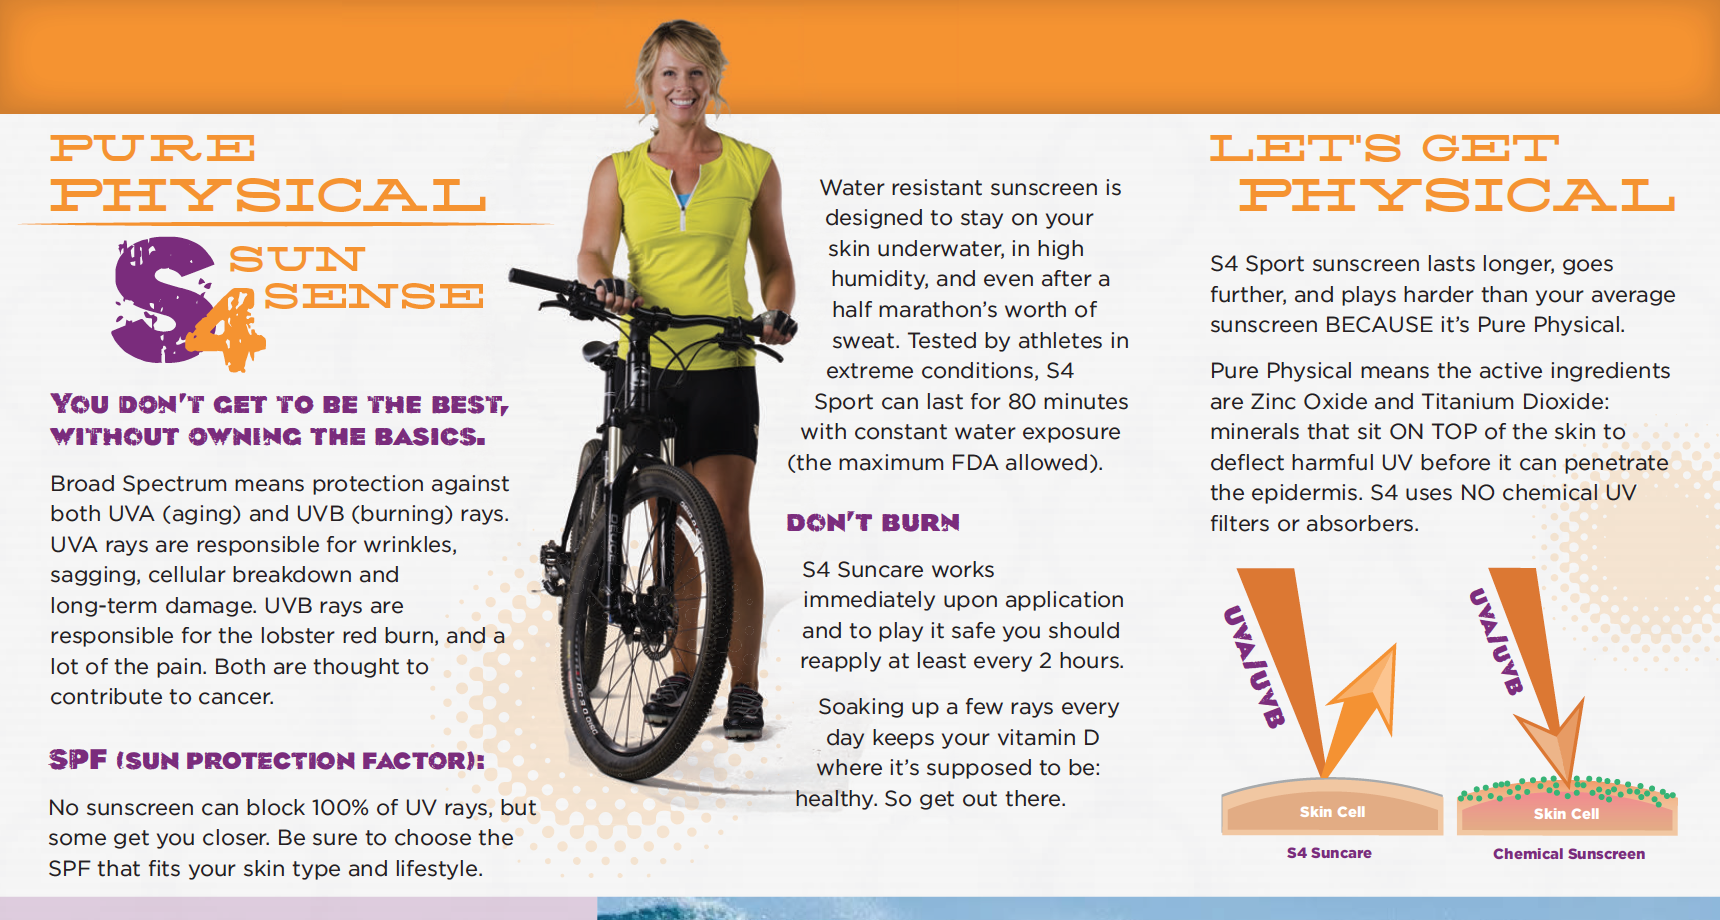 PURE
PHYSICAL
S4 SUN
SENSE
YOU DON'T GET TO BE THE BEST,
WITHOUT OWNING THE BASICS.
Broad Spectrum means protection against
both UVA (aging) and UVB (burning) rays.
UVA rays are responsible for wrinkles,
sagging, cellular breakdown and
long-term damage. UVB rays are
responsible for the lobster red burn, and a
lot of the pain. Both are thought to
contribute to cancer.
SPF (SUN PROTECTION FACTOR):
No sunscreen can block 100% of UV rays, but
some get you closer. Be sure to choose the
SPF that fits your skin type and lifestyle.
Water resistant sunscreen is
designed to stay on your
skin underwater, in high
humidity, and even after a
half marathon's worth of
sweat. Tested by athletes in
extreme conditions, S4
Sport can last for 80 minutes
with constant water exposure
(the maximum FDA allowed).
DON'T BURN
S4 Suncare works
immediately upon application
and to play it safe you should
reapply at least every 2 hours.
Soaking up a few rays every
day keeps your vitamin D
where it's supposed to be:
healthy. So get out there.
LET'S GET
PHYSICAL
S4 Sport sunscreen lasts longer, goes
further, and plays harder than your average
sunscreen BECAUSE it's Pure Physical.
Pure Physical means the active ingredients
are Zinc Oxide and Titanium Dioxide:
minerals that sit ON TOP of the skin to
deflect harmful UV before it can penetrate
the epidermis. S4 uses NO chemical UV
filters or absorbers.
UVA/UVB
Skin Cell
S4 Suncare
UVA/UVB
Skin Cell
Chemical Sunscreen
DEUCE